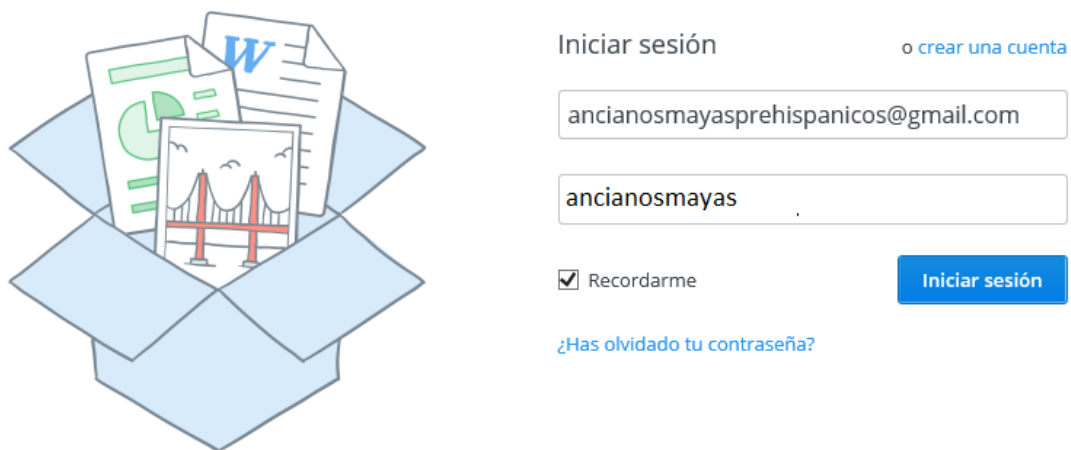 W
Iniciar sesión
o crear una cuenta
ancianosmayasprehispanicos@gmail.com
ancianosmayas
Recordarme
Iniciar sesión
¿Has olvidado tu contraseña?